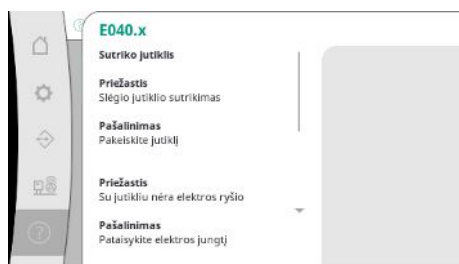 E040.x
Sutriko jutiklis
Priežastis
Slėgio jutiklio sutrikimas
Pašalinimas
Pakeiskite jutiklį
Priežastis
Su jutikliu nėra elektros ryšio
Pašalinimas
Pataisykite elektros jungtį